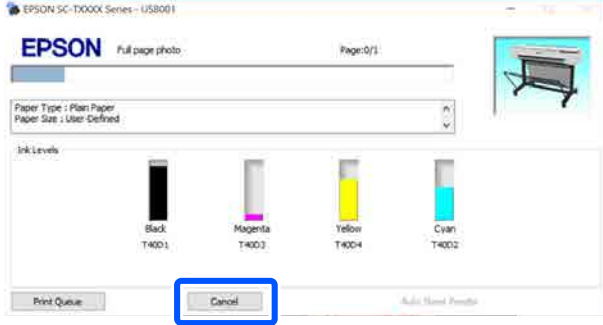 EPSON SC-TXXXX Series - USB001
EPSON Full page photo Page:0/1
Paper Type : Plain Paper
Paper Size : User-Defined
Ink Levels
Black Magenta Yellow Cyan
T40D1 T40D3 T40D4 T40D2
Print Queue Cancel Auto Sheet Feeder